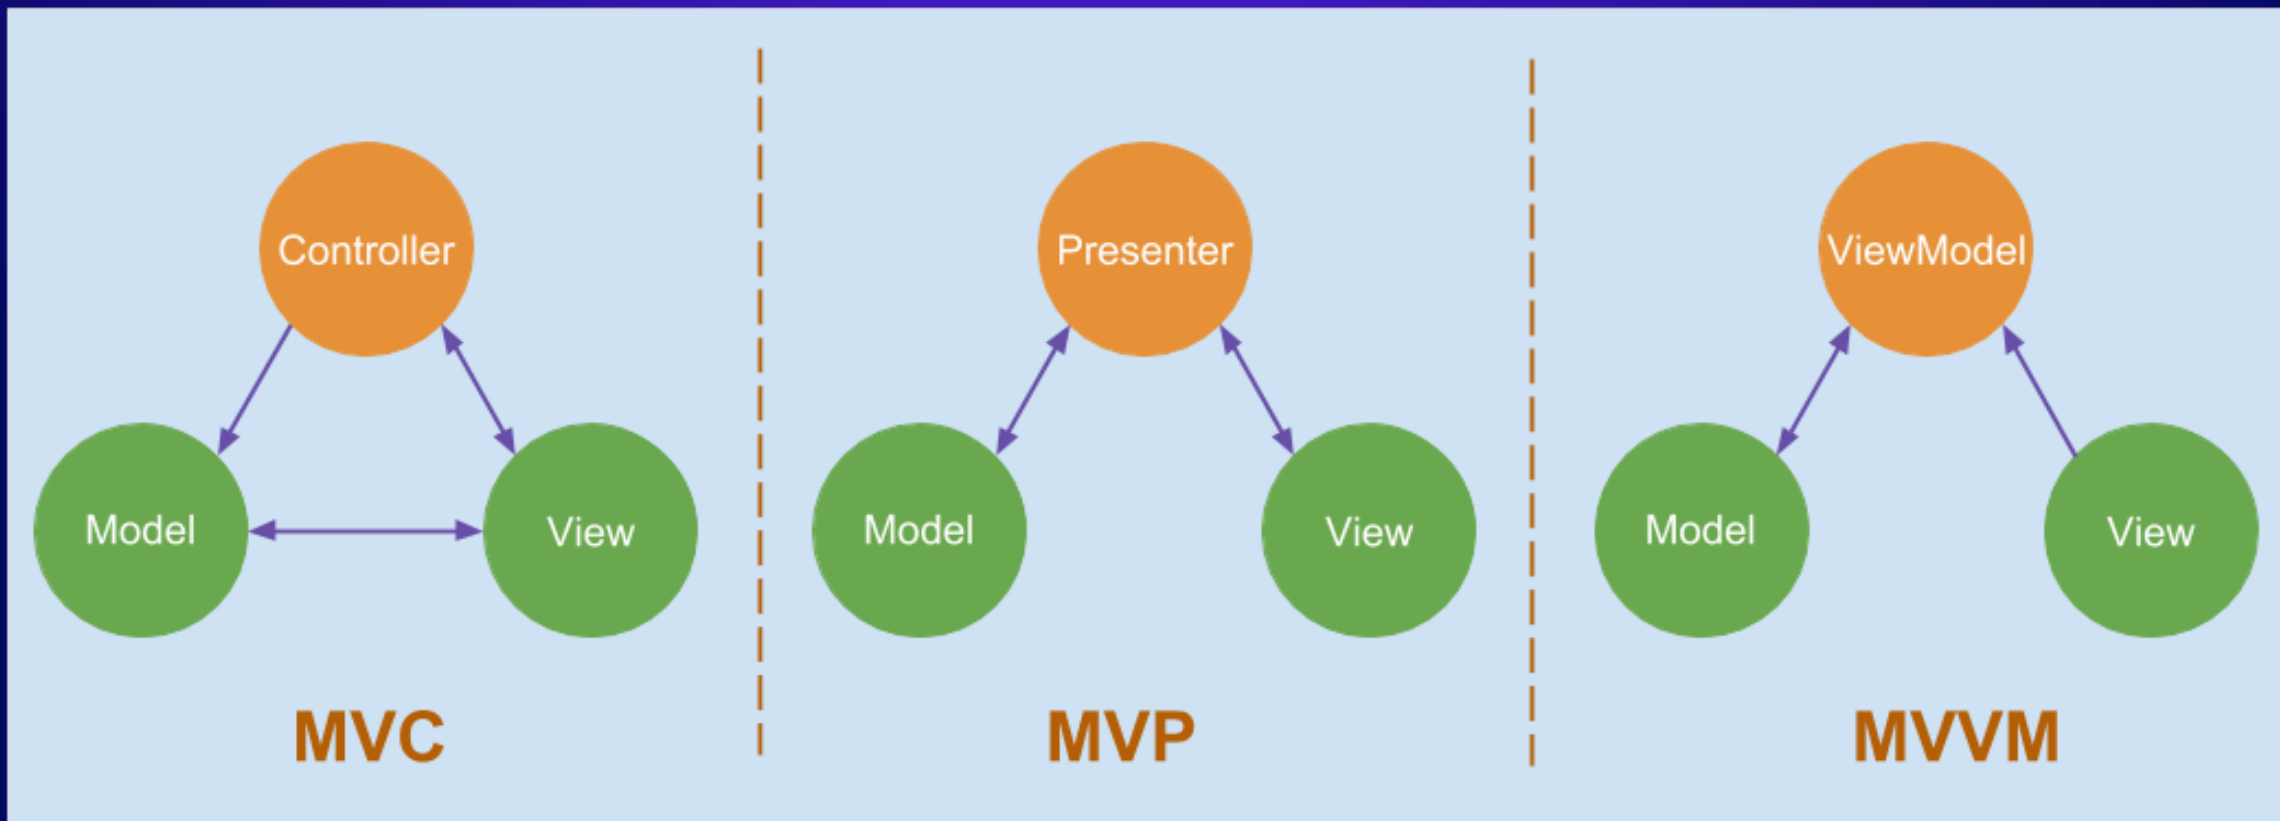 Controller
Model
View
MVC
Presenter
Model
View
MVP
ViewModel
Model
View
MVVM